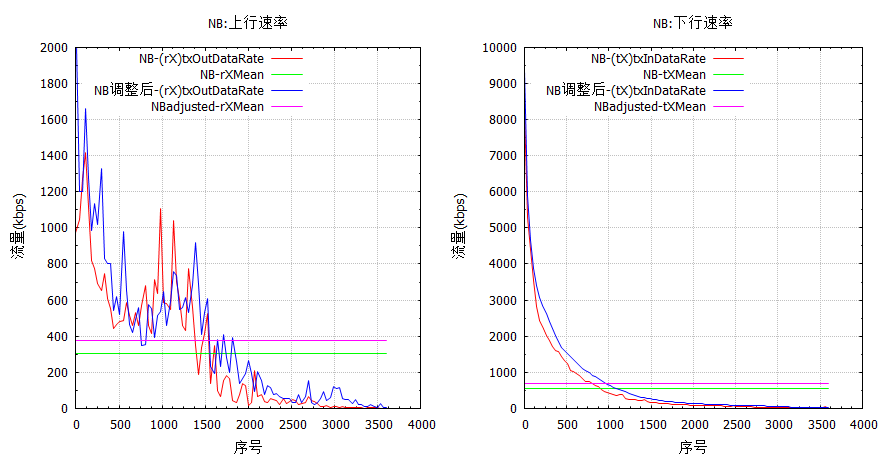 NB:上行速率
NB-(rX)txOutDataRate
NB-rXMean
NB调整后-(rX)txOutDataRate
NBadjusted-rXMean
2000
1800
1600
1400
1200
1000
800
600
400
200
0
流量(kbps)
0 500 1000 1500 2000 2500 3000 3500 4000
序号
NB:下行速率
NB-(tX)txInDataRate
NB-tXMean
NB调整后-(tX)txInDataRate
NBadjusted-tXMean
10000
9000
8000
7000
6000
5000
4000
3000
2000
1000
0
流量(kbps)
0 500 1000 1500 2000 2500 3000 3500 4000
序号